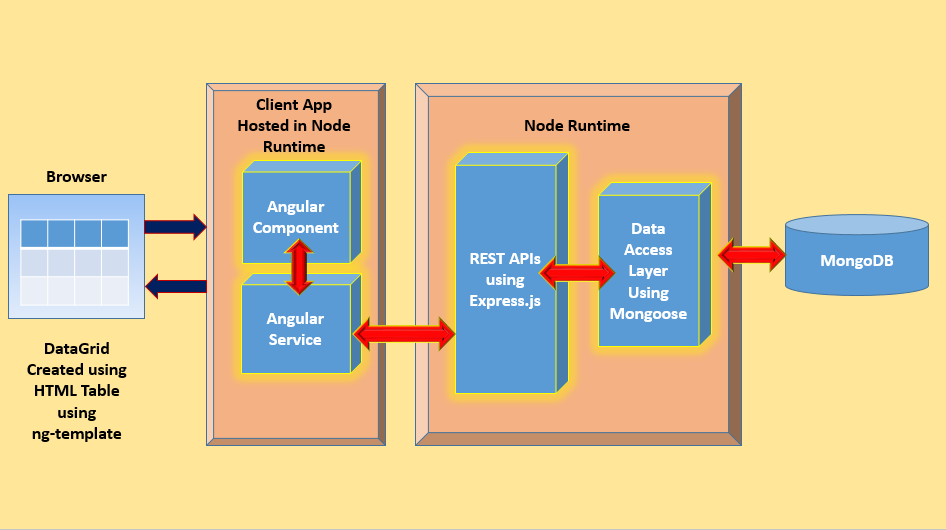 Browser
DataGrid
Created using
HTML Table
using
ng-template
Client App
Hosted in Node
Runtime
Angular
Component
Angular
Service
Node Runtime
REST APIs
using
Express.js
Data
Access
Layer
Using
Mongoose
MongoDB